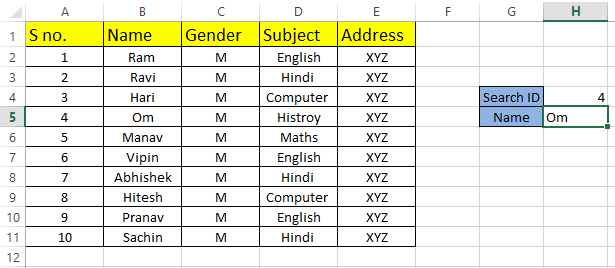 A B C D E F G H
1 S no. Name Gender Subject Address
2 1 Ram M English XYZ
3 2 Ravi M Hindi XYZ
4 3 Hari M Computer XYZ Search ID 4
5 4 Om M Histroy XYZ Name Om
6 5 Manav M Maths XYZ
7 6 Vipin M English XYZ
8 7 Abhishek M Hindi XYZ
9 8 Hitesh M Computer XYZ
10 9 Pranav M English XYZ
11 10 Sachin M Hindi XYZ
12